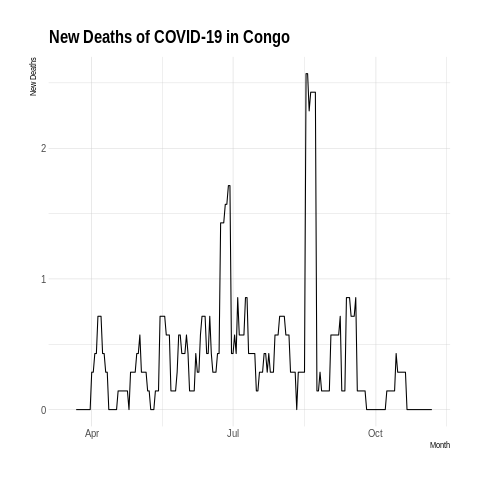 New Deaths of COVID-19 in Congo
New Deaths
2
1
0
Apr Jul Oct
Month